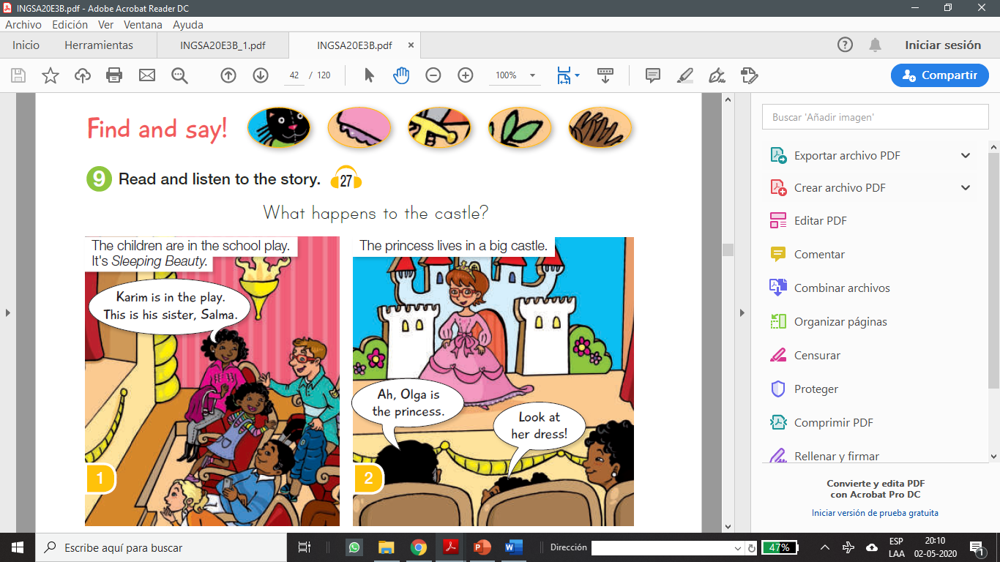 INGSA20E3B.pdf - Adobe Acrobat Reader DC
Archivo Edición Ver Ventana Ayuda
Inicio Herramientas INGSA20E3B_1.pdf INGSA20E3B.pdf × Iniciar sesión
42 / 120 100% Compartir
Find and say!
9 Read and listen to the story. 27
What happens to the castle?
The children are in the school play.
It's Sleeping Beauty.
Karim is in the play.
This is his sister, Salma.
1
The princess lives in a big castle.
Ah, Olga is
the princess.
Look at
her dress!
2
Buscar 'Añadir imagen'
Exportar archivo PDF
Crear archivo PDF
Editar PDF
Comentar
Combinar archivos
Organizar páginas
Censurar
Proteger
Comprimir PDF
Rellenar y firmar
Convierte y edita PDF
con Acrobat Pro DC
Iniciar versión de prueba gratuita
Escribe aquí para buscar
Dirección
47%
ESP
LAA
20:10
02-05-2020
1